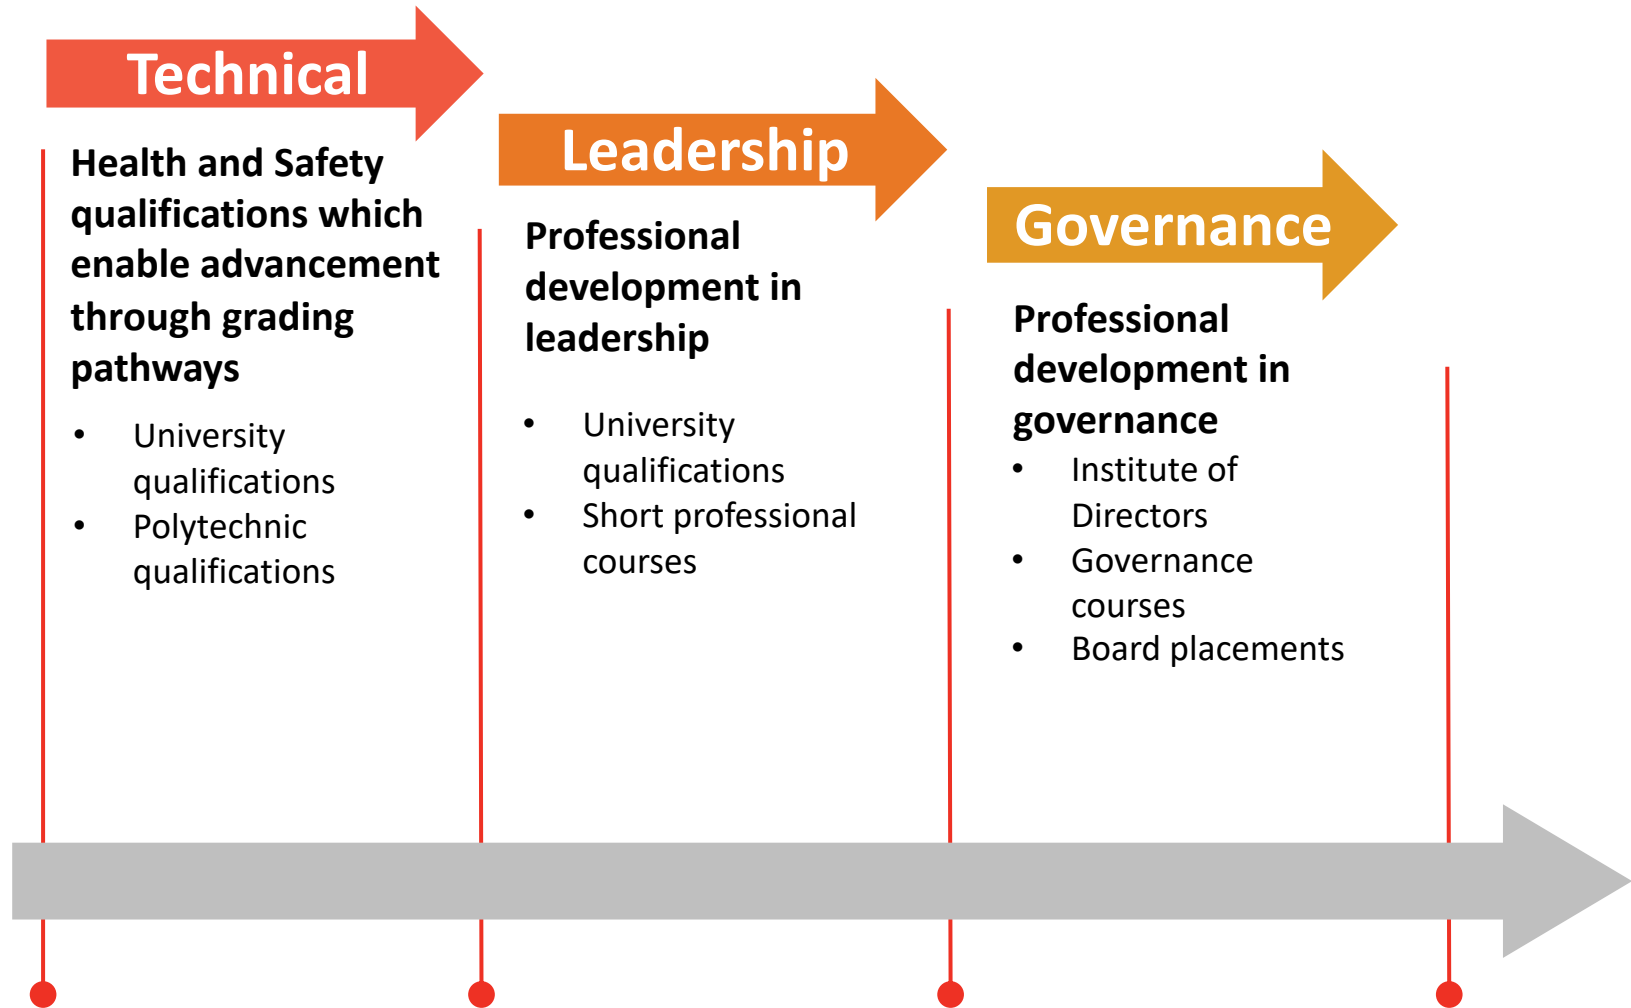 Technical
Health and Safety
qualifications which
enable advancement
through grading
pathways
• University
qualifications
• Polytechnic
qualifications
Leadership
Professional
development in
leadership
• University
qualifications
• Short professional
courses
Governance
Professional
development in
governance
• Institute of
Directors
• Governance
courses
• Board placements